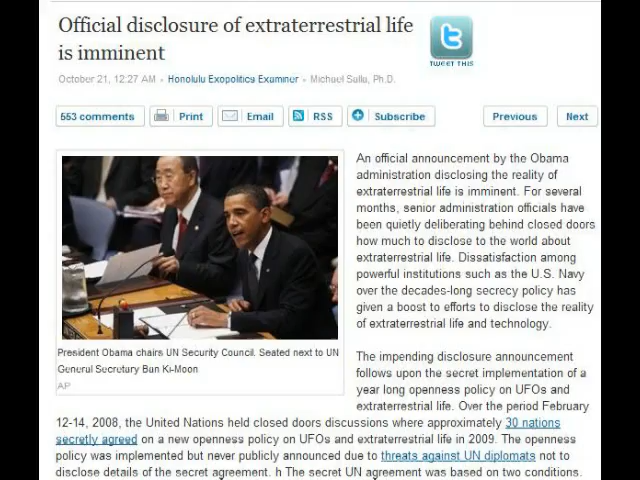 Official disclosure of extraterrestrial life
is imminent
TWEET THIS
October 21, 12:27 AM • Honolulu Exopolitics Examiner • Michael Salla, Ph.D.
553 comments Print Email RSS Subscribe Previous Next
An official announcement by the Obama
administration disclosing the reality of
extraterrestrial life is imminent. For several
months, senior administration officials have
been quietly deliberating behind closed doors
how much to disclose to the world about
extraterrestrial life. Dissatisfaction among
powerful institutions such as the U.S. Navy
over the decades-long secrecy policy has
given a boost to efforts to disclose the reality
of extraterrestrial life and technology.
President Obama chairs UN Security Council. Seated next to UN
General Secretary Ban Ki-Moon
AP
The impending disclosure announcement
follows upon the secret implementation of a
year long openness policy on UFOs and
extraterrestrial life. Over the period February
12-14, 2008, the United Nations held closed doors discussions where approximately 30 nations
secretly agreed on a new openness policy on UFOs and extraterrestrial life in 2009. The openness
policy was implemented but never publicly announced due to threats against UN diplomats not to
disclose details of the secret agreement. h The secret UN agreement was based on two conditions.